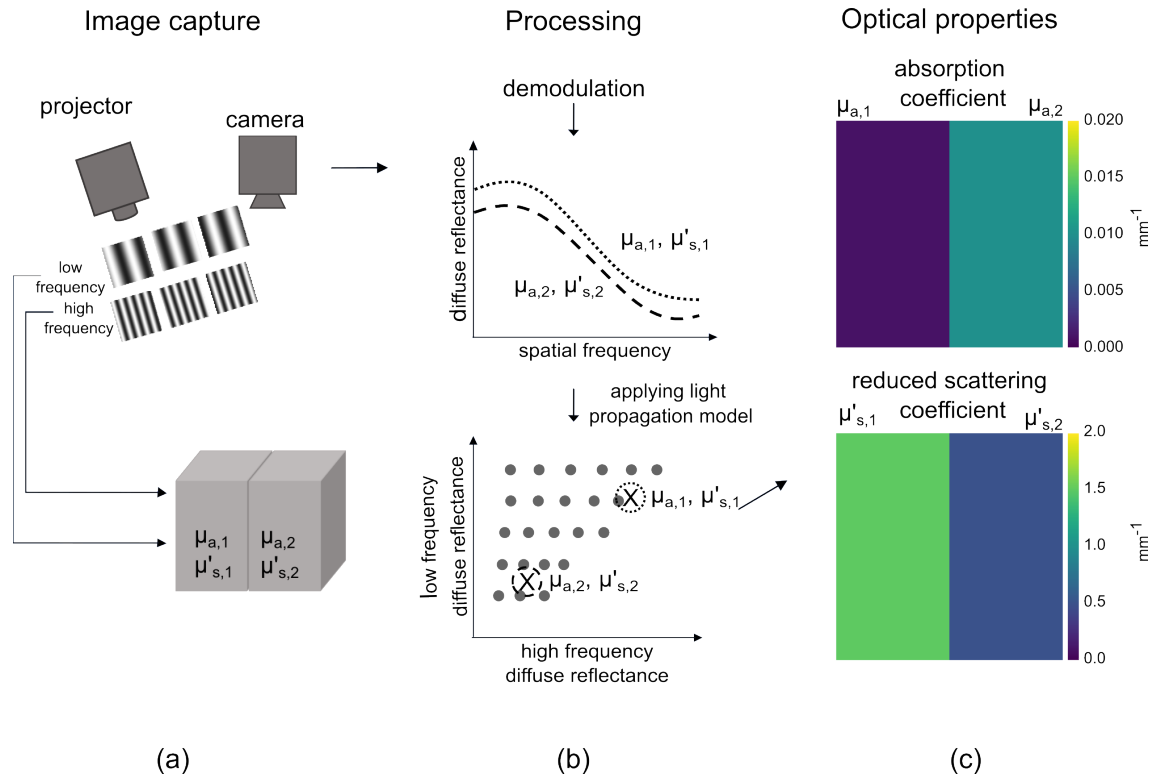 Image capture
projector
camera
low
frequency
high
frequency
μa,1
μ's,1
μa,2
μ's,2
(a)
Processing
demodulation
diffuse reflectance
μa,1, μ's,1
μa,2, μ's,2
spatial frequency
applying light
propagation model
low frequency
diffuse reflectance
X μa,1, μ's,1
X μa,2, μ's,2
high frequency
diffuse reflectance
(b)
Optical properties
absorption
coefficient
μa,1
μa,2
0.020
0.015
0.010
0.005
0.000
mm-1
reduced scattering
coefficient
μ's,1
μ's,2
2.0
1.5
1.0
0.5
0.0
mm-1
(c)